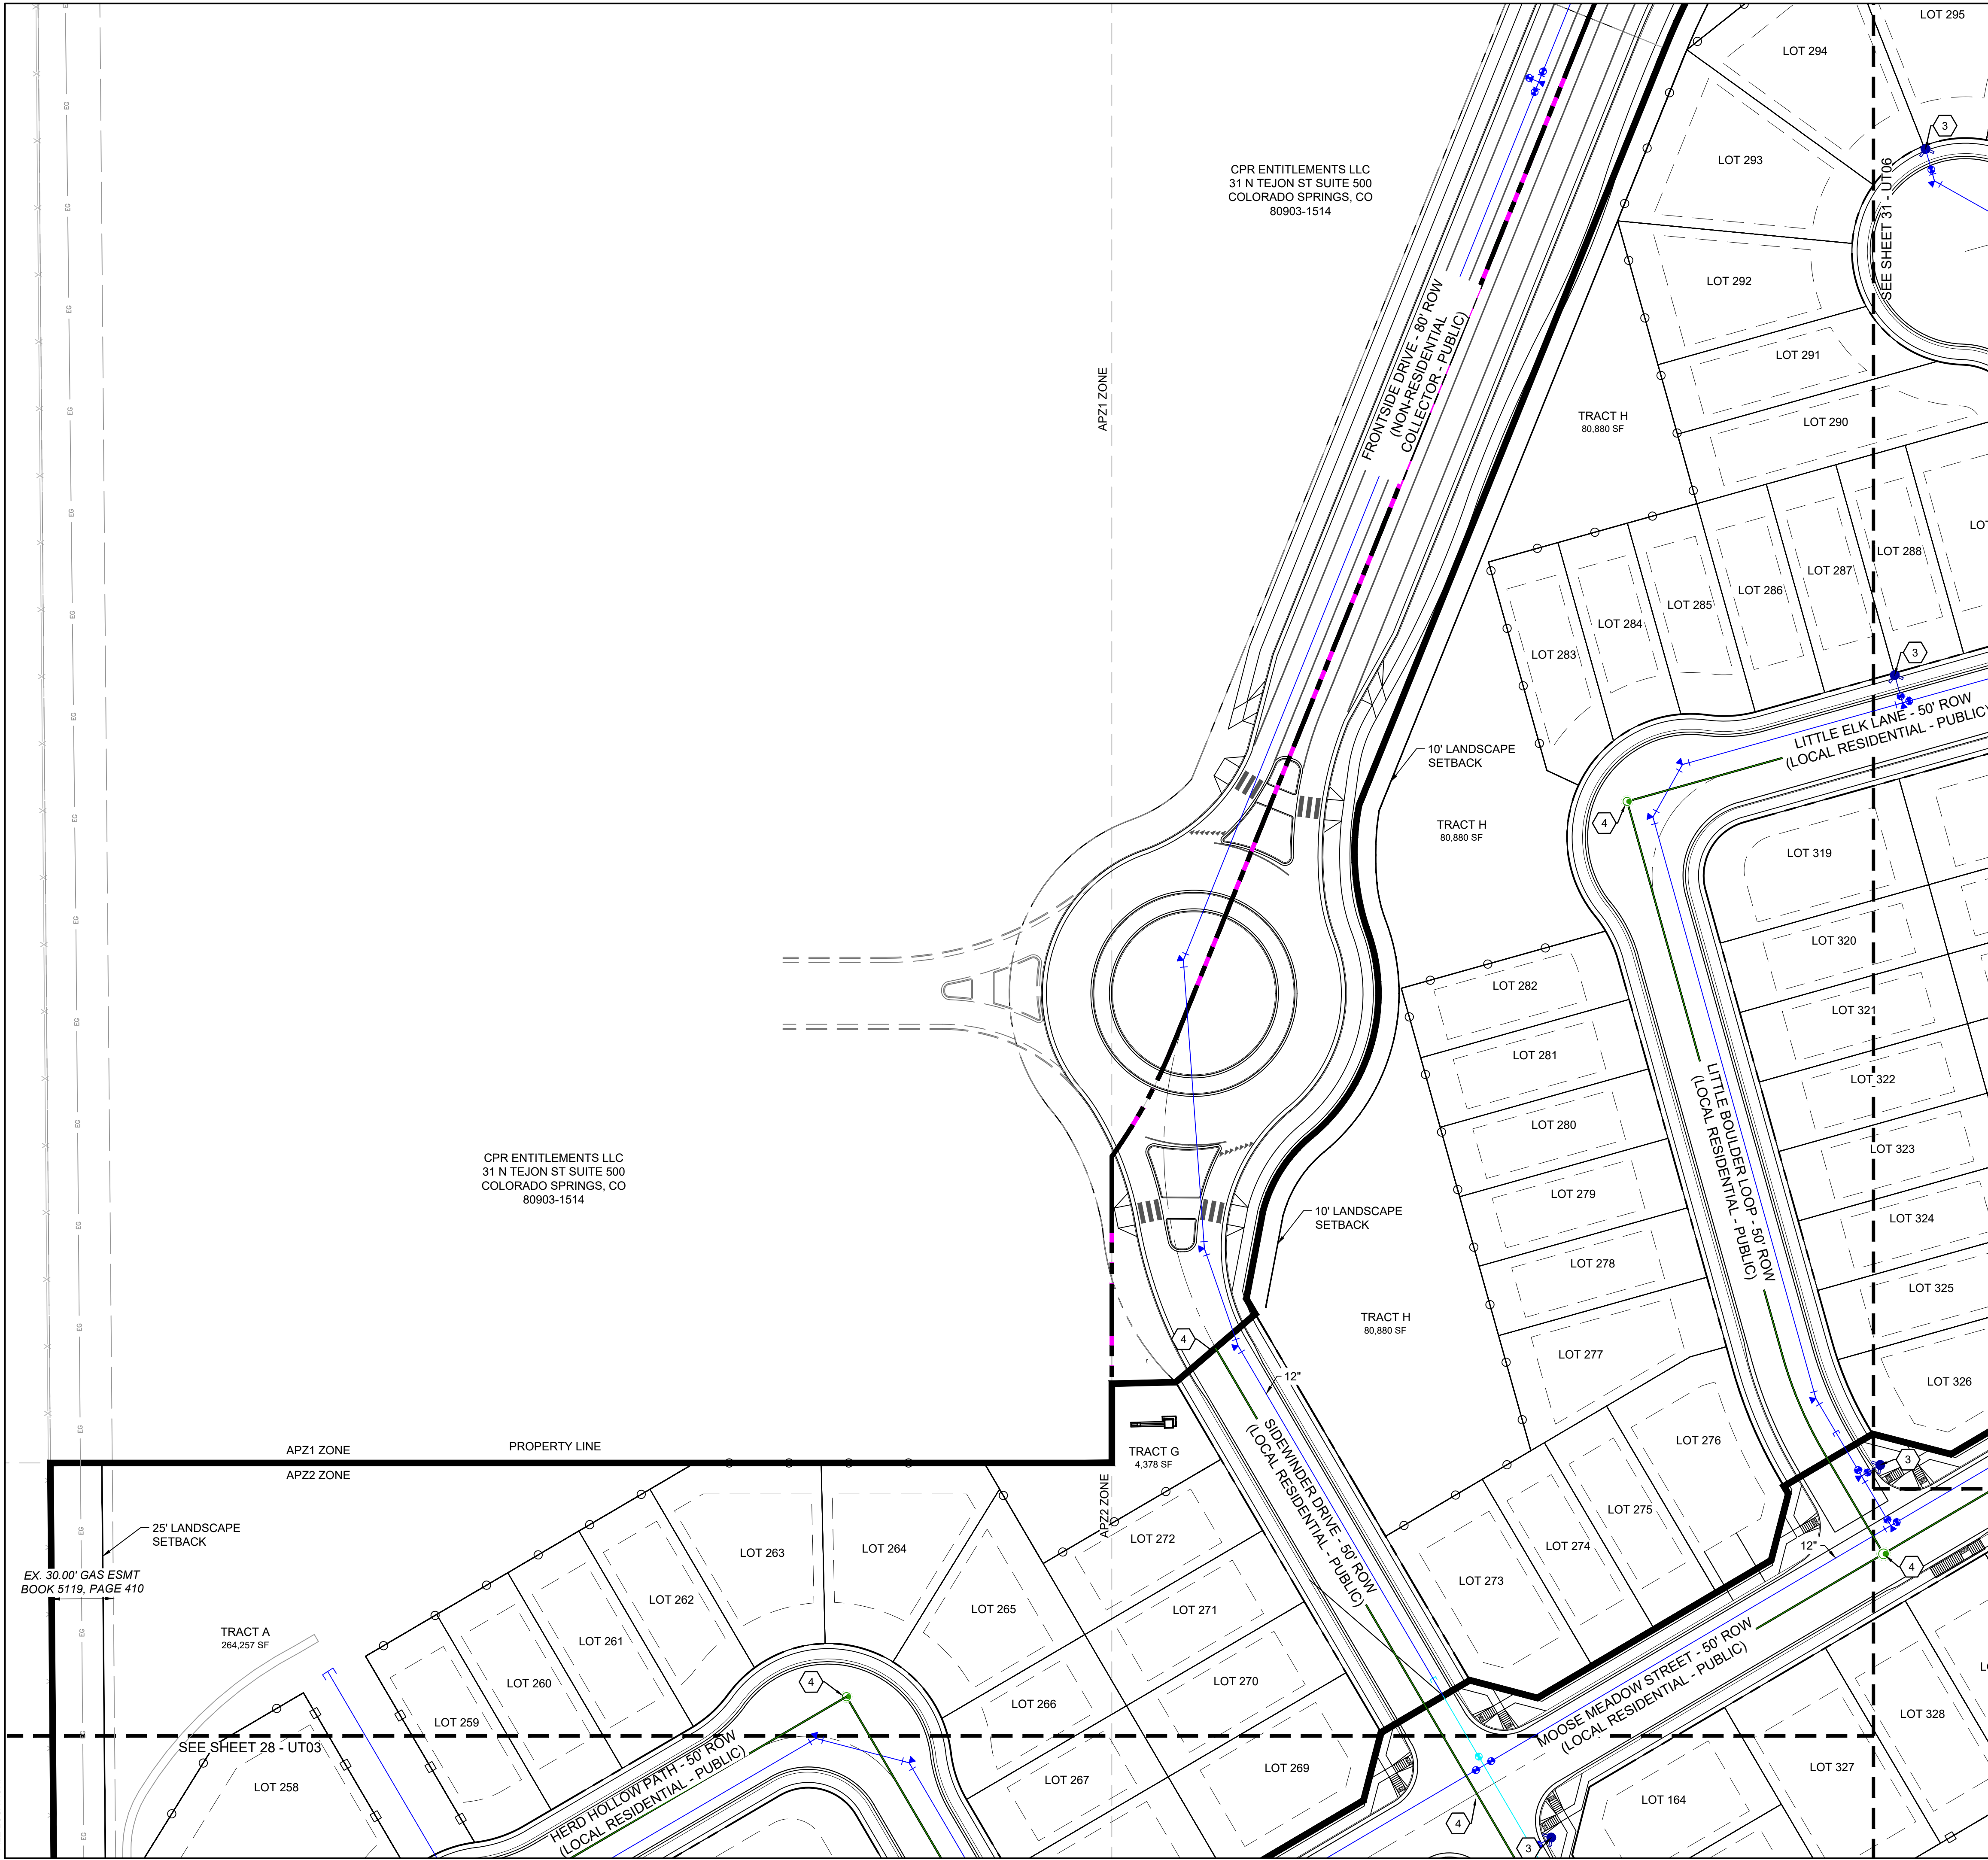 LOT 295
LOT 294
3
CPR ENTITLEMENTS LLC
31 N TEJON ST SUITE 500
COLORADO SPRINGS, CO
80903-1514
LOT 293
SEE SHEET 31 - UT06
LOT 292
FRONTSIDE DRIVE - 80' ROW
(NON-RESIDENTIAL
COLLECTOR - PUBLIC)
APZ1 ZONE
LOT 291
TRACT H
80,880 SF
LOT 290
LOT 288
LOT 287
LOT 286
LOT 285
LOT 284
LOT 283
3
LITTLE ELK LANE - 50' ROW
(LOCAL RESIDENTIAL - PUBLIC)
10' LANDSCAPE
SETBACK
4
TRACT H
80,880 SF
LOT 319
LOT 320
LOT 282
LOT 321
LOT 281
LOT 322
LOT 280
LOT 323
LITTLE BOULDER LOOP - 50' ROW
(LOCAL RESIDENTIAL - PUBLIC)
CPR ENTITLEMENTS LLC
31 N TEJON ST SUITE 500
COLORADO SPRINGS, CO
80903-1514
LOT 279
10' LANDSCAPE
SETBACK
LOT 324
LOT 278
LOT 325
TRACT H
80,880 SF
4
LOT 277
12"
LOT 326
SIDEWINDER DRIVE - 50' ROW
(LOCAL RESIDENTIAL - PUBLIC)
APZ1 ZONE
PROPERTY LINE
APZ2 ZONE
TRACT G
4,378 SF
APZ2 ZONE
LOT 276
3
LOT 275
25' LANDSCAPE
SETBACK
LOT 272
LOT 274
12"
LOT 263
LOT 264
4
EX. 30.00' GAS ESMT
BOOK 5119, PAGE 410
LOT 273
LOT 262
LOT 265
LOT 271
TRACT A
264,257 SF
LOT 261
MOOSE MEADOW STREET - 50' ROW
(LOCAL RESIDENTIAL - PUBLIC)
LOT 260
4
LOT 270
LOT 266
LOT 259
LOT 328
SEE SHEET 28 - UT03
HERD HOLLOW PATH - 50' ROW
(LOCAL RESIDENTIAL - PUBLIC)
LOT 258
LOT 267
LOT 269
LOT 327
LOT 164
4
3